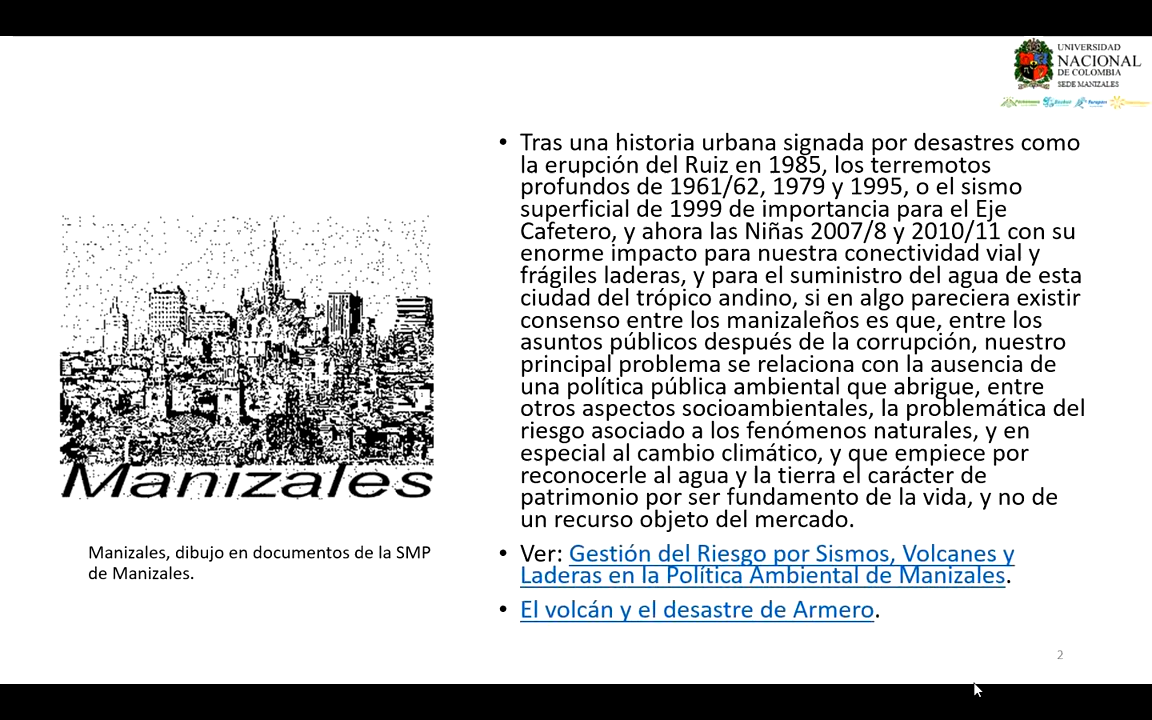 UNIVERSIDAD
NACIONAL
DE COLOMBIA
SEDE MANIZALES
• Tras una historia urbana signada por desastres como
la erupción del Ruiz en 1985, los terremotos
profundos de 1961/62, 1979 y 1995, o el sismo
superficial de 1999 de importancia para el Eje
Cafetero, y ahora las Niñas 2007/8 y 2010/11 con su
enorme impacto para nuestra conectividad vial y
frágiles laderas, y para el suministro del agua de esta
ciudad del trópico andino, si en algo pareciera existir
consenso entre los manizaleños es que, entre los
asuntos públicos después de la corrupción, nuestro
principal problema se relaciona con la ausencia de
una política pública ambiental que abrigue, entre
otros aspectos socioambientales, la problemática del
riesgo asociado a los fenómenos naturales, y en
especial al cambio climático, y que empiece por
reconocerle al agua y la tierra el carácter de
patrimonio por ser fundamento de la vida, y no de
un recurso objeto del mercado.
• Ver: Gestión del Riesgo por Sismos, Volcanes y
Laderas en la Política Ambiental de Manizales.
• El volcán y el desastre de Armero.
Manizales
Manizales, dibujo en documentos de la SMP
de Manizales.
2